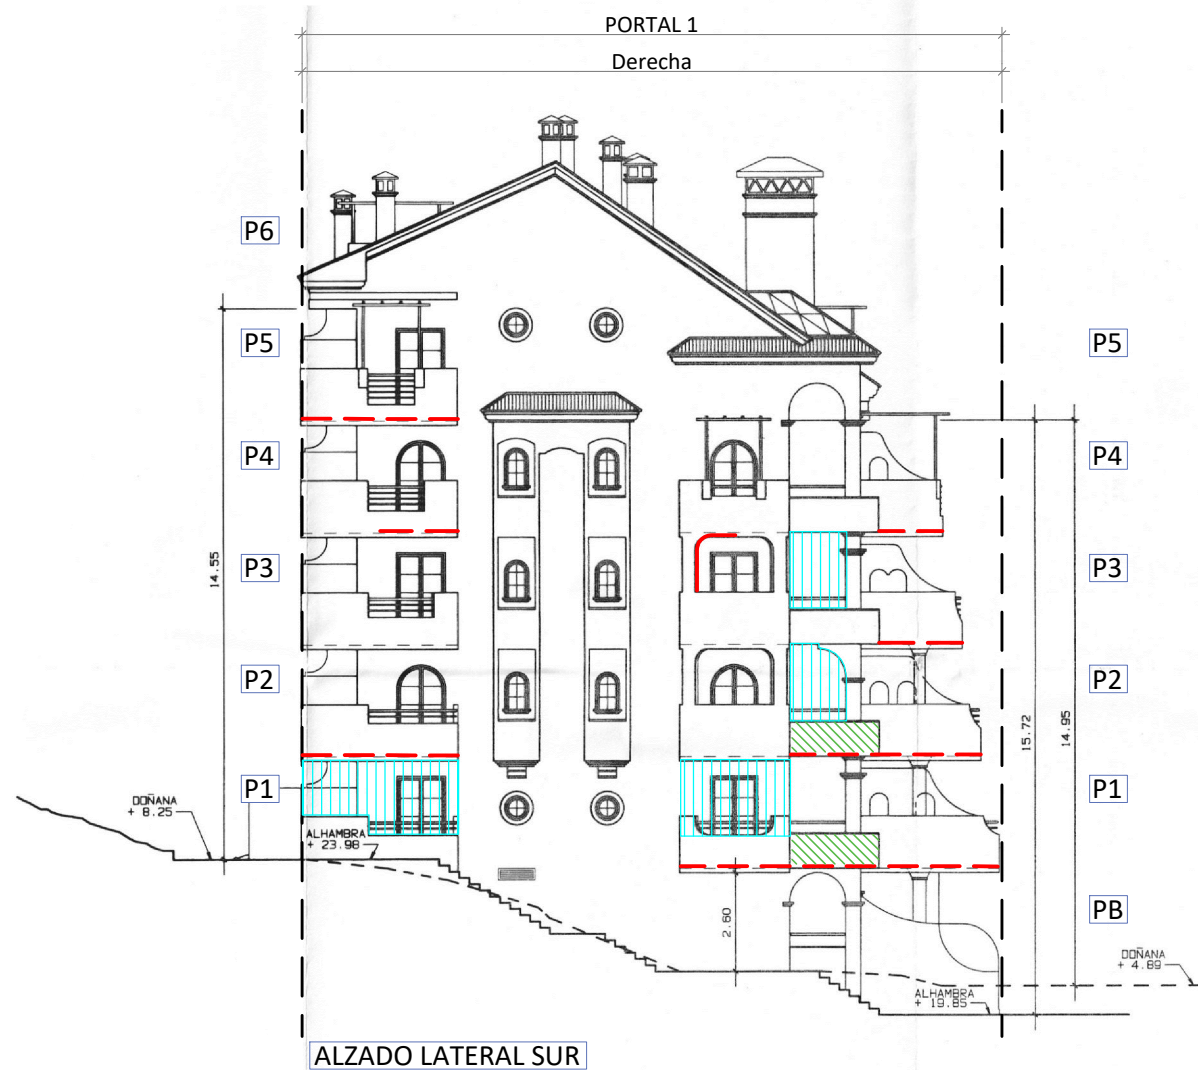 PORTAL 1
Derecha
P6
P5
P5
P4
P4
14.55
P3
P3
P2
P2
15.72
14.95
P1
P1
DOÑANA
+ 8.25
ALHAMBRA
+ 23.98
2.60
PB
DOÑANA
+ 4.89
ALHAMBRA
+ 19.85
ALZADO LATERAL SUR